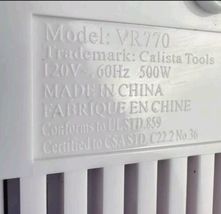 Model: VR770
Trademark: Calista Tools
120V 60Hz 500W
MADE IN CHINA
FABRIQUE EN CHINE
Conforms to UL STD.859
Certified to CSA STD. C22.2 No 36